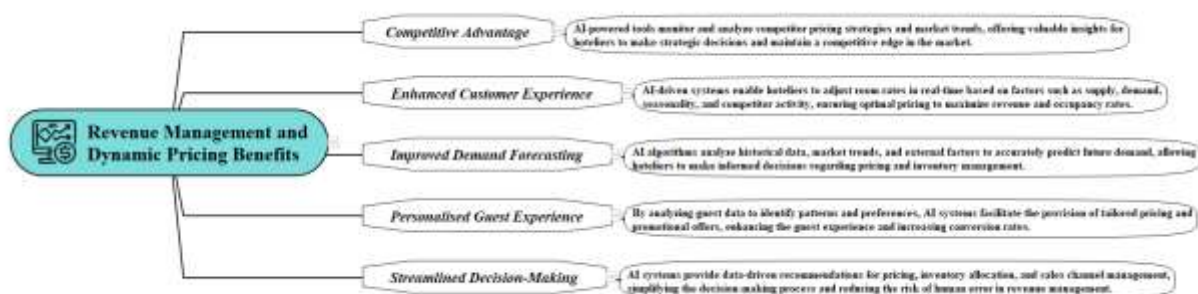 Competitive Advantage
AI-powered tools monitor and analyze competitor pricing strategies and market trends, offering valuable insights for
hoteliers to make strategic decisions and maintain a competitive edge in the market.
Enhanced Customer Experience
AI-driven systems enable hoteliers to adjust room rates in real-time based on factors such as supply, demand,
seasonality, and competitor activity, ensuring optimal pricing to maximize revenue and occupancy rates.
Revenue Management and
Dynamic Pricing Benefits
Improved Demand Forecasting
AI algorithms analyze historical data, market trends, and external factors to accurately predict future demand, allowing
hoteliers to make informed decisions regarding pricing and inventory management.
Personalised Guest Experience
By analyzing guest data to identify patterns and preferences, AI systems facilitate the provision of tailored pricing and
promotional offers, enhancing the guest experience and increasing conversion rates.
Streamlined Decision-Making
AI systems provide data-driven recommendations for pricing, inventory allocation, and sales channel management,
simplifying the decision-making process and reducing the risk of human error in revenue management.